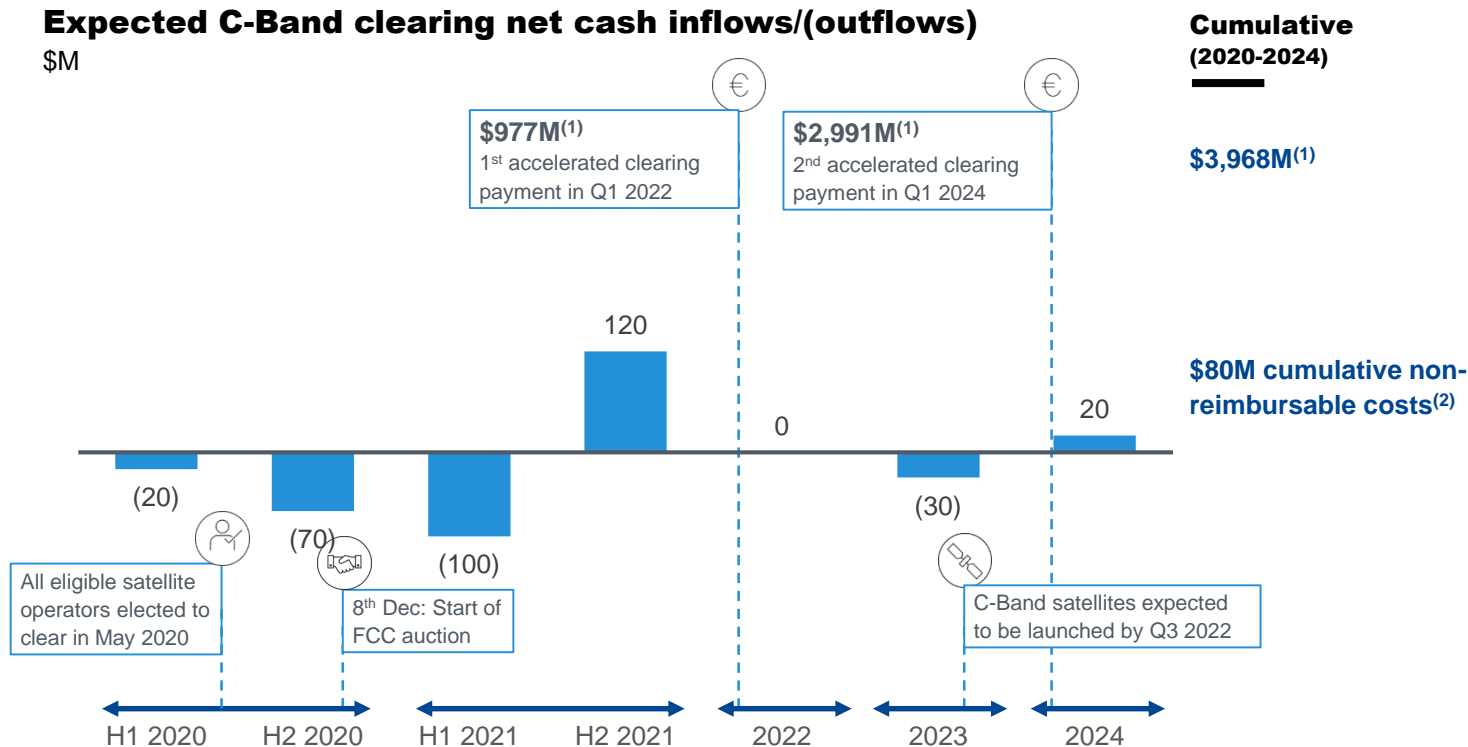 Expected C-Band clearing net cash inflows/(outflows)
$M
Cumulative
(2020-2024)
€
€
$977M(1)
1st accelerated clearing
payment in Q1 2022
$2,991M(1)
2nd accelerated clearing
payment in Q1 2024
$3,968M(1)
120
0
20
$80M cumulative non-
reimbursable costs(2)
(20)
(70)
(100)
(30)
All eligible satellite
operators elected to
clear in May 2020
8th Dec: Start of
FCC auction
C-Band satellites expected
to be launched by Q3 2022
H1 2020
H2 2020
H1 2021
H2 2021
2022
2023
2024